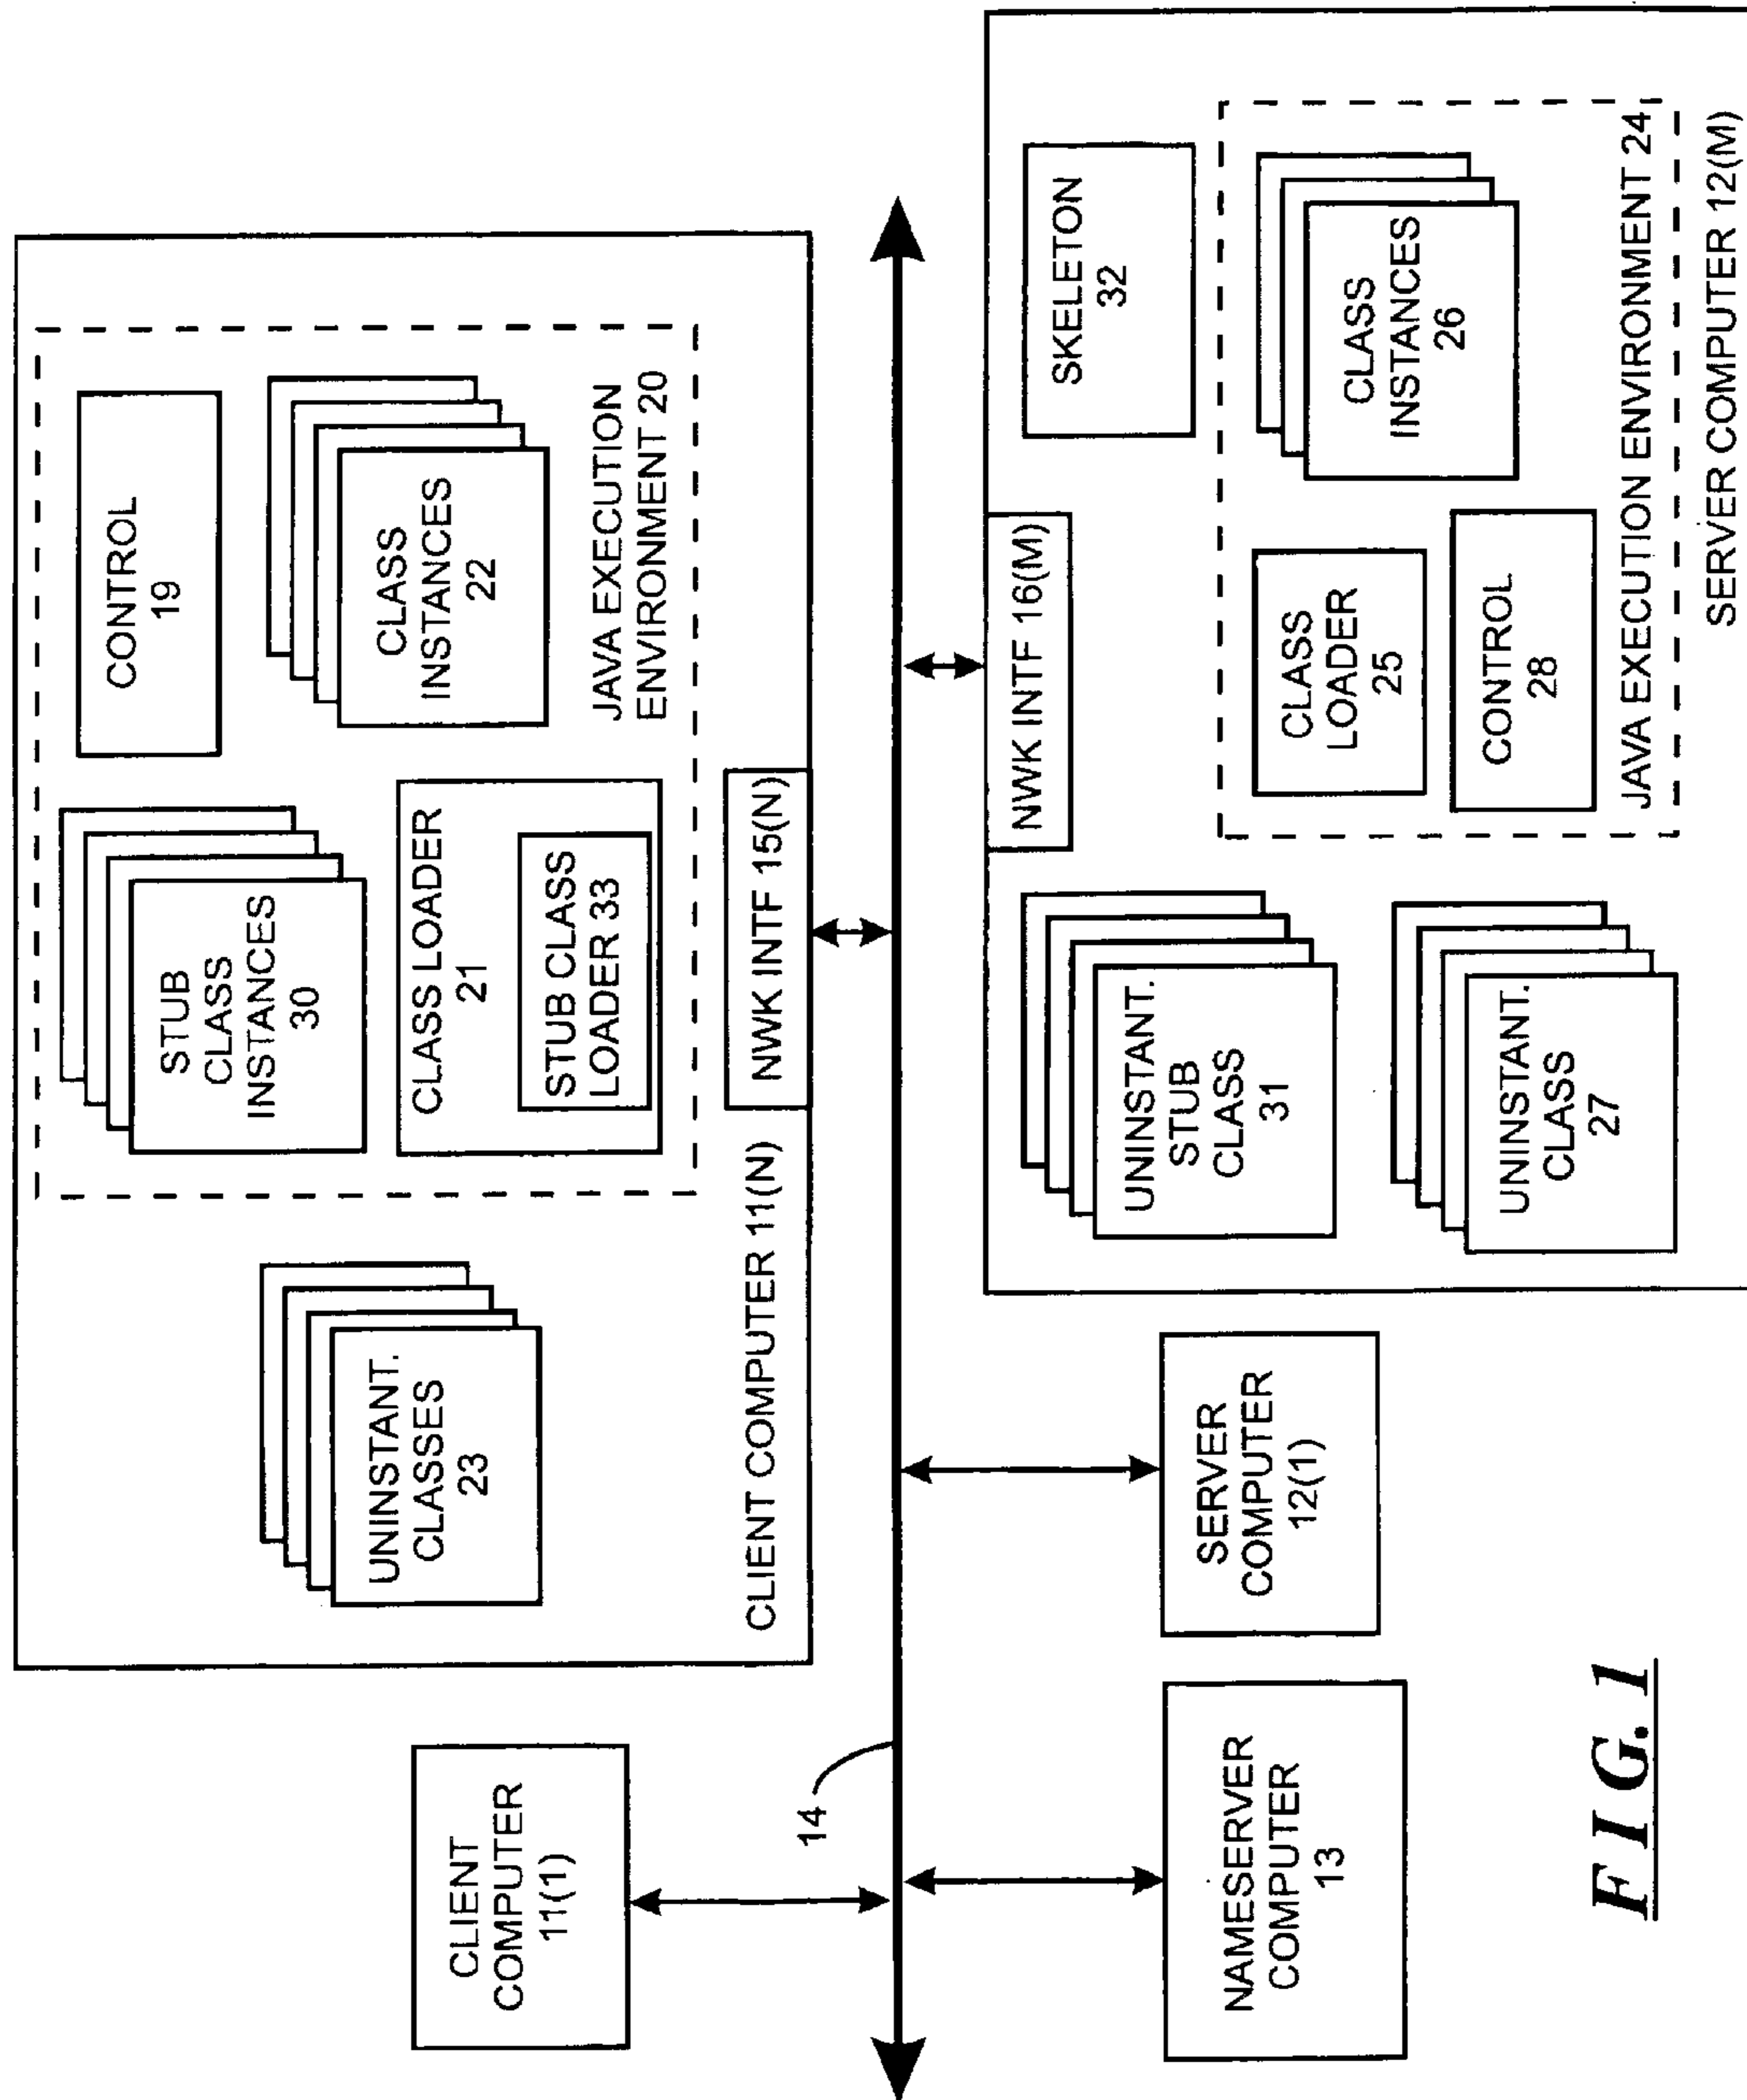 CLIENT
COMPUTER
11(1)
UNINSTANT.
CLASSES
23
STUB
CLASS
INSTANCES
30
CONTROL
19
CLASS LOADER
21
STUB CLASS
LOADER 33
CLASS
INSTANCES
22
JAVA EXECUTION
ENVIRONMENT 20
CLIENT COMPUTER 11(N)
NWK INTF 15(N)
14
NAMESERVER
COMPUTER
13
SERVER
COMPUTER
12(1)
NWK INTF 16(M)
UNINSTANT.
STUB
CLASS
31
SKELETON
32
UNINSTANT.
CLASS
27
CLASS
LOADER
25
CLASS
INSTANCES
26
CONTROL
28
JAVA EXECUTION ENVIRONMENT 24
SERVER COMPUTER 12(M)
FIG. 1